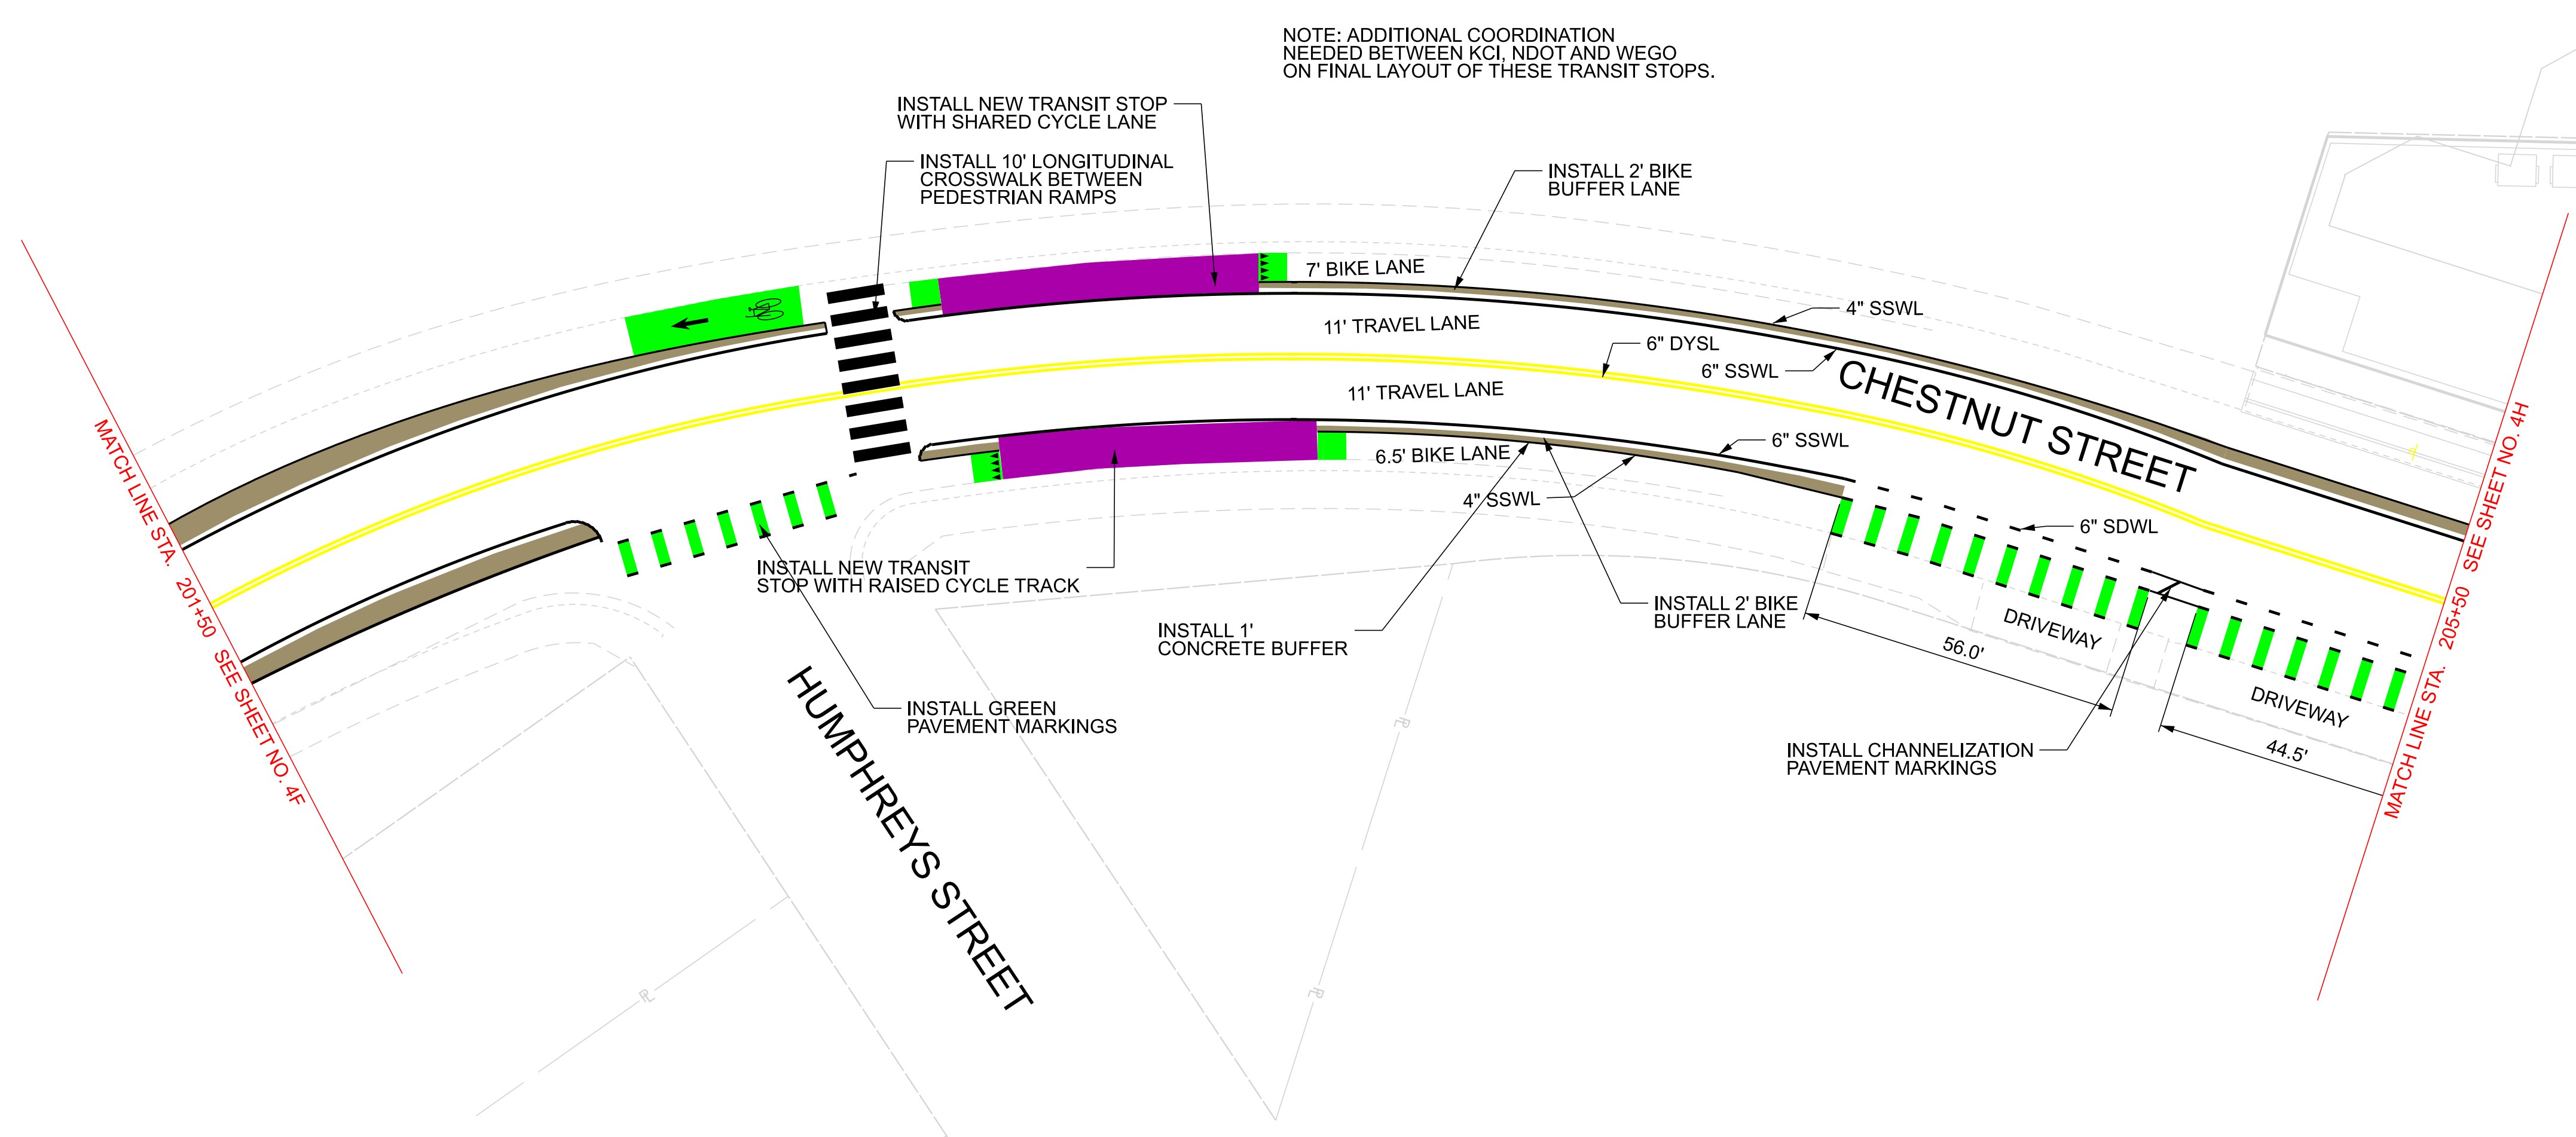 NOTE: ADDITIONAL COORDINATION
NEEDED BETWEEN KCI, NDOT AND WEGO
ON FINAL LAYOUT OF THESE TRANSIT STOPS.
INSTALL NEW TRANSIT STOP
WITH SHARED CYCLE LANE
INSTALL 10' LONGITUDINAL
CROSSWALK BETWEEN
PEDESTRIAN RAMPS
INSTALL 2' BIKE
BUFFER LANE
7' BIKE LANE
4" SSWL
11' TRAVEL LANE
6" DYSL
6" SSWL
CHESTNUT STREET
11' TRAVEL LANE
6" SSWL
6.5' BIKE LANE
4" SSWL
6" SDWL
MATCH LINE STA. 201+50 SEE SHEET NO. 4F
MATCH LINE STA. 205+50 SEE SHEET NO. 4H
INSTALL NEW TRANSIT
STOP WITH RAISED CYCLE TRACK
INSTALL 1'
CONCRETE BUFFER
INSTALL 2' BIKE
BUFFER LANE
DRIVEWAY
56.0'
DRIVEWAY
44.5'
INSTALL GREEN
PAVEMENT MARKINGS
INSTALL CHANNELIZATION
PAVEMENT MARKINGS
HUMPHREYS STREET
PL
PL
PL